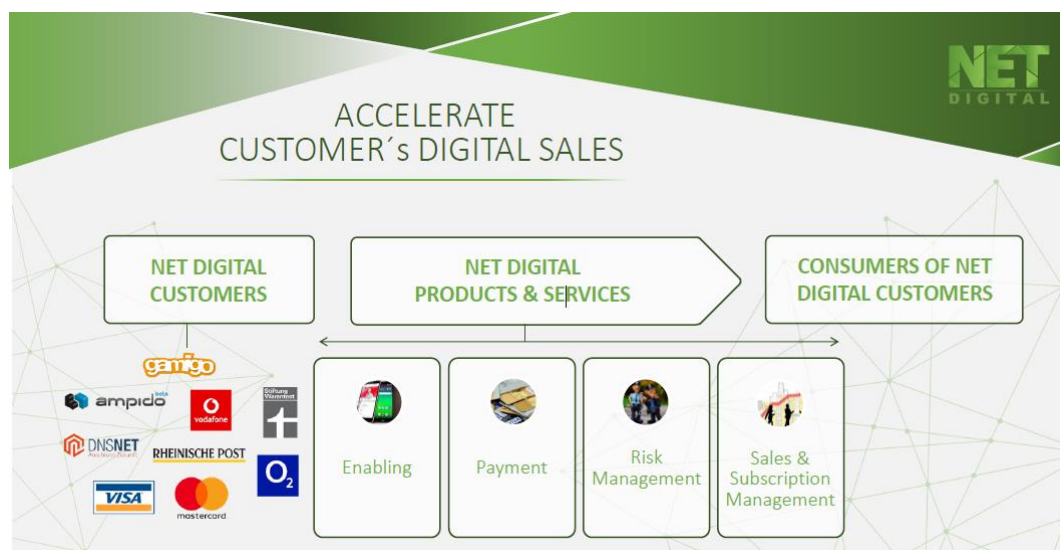 NET
DIGITAL
ACCELERATE
CUSTOMER´s DIGITAL SALES
NET DIGITAL
CUSTOMERS
NET DIGITAL
PRODUCTS & SERVICES
CONSUMERS OF NET
DIGITAL CUSTOMERS
gamigo
ampido
beta
vodafone
Stiftung
Warentest
DNSNET
RHEINISCHE POST
O2
VISA
mastercard
Enabling
Payment
Risk
Management
Sales &
Subscription
Management